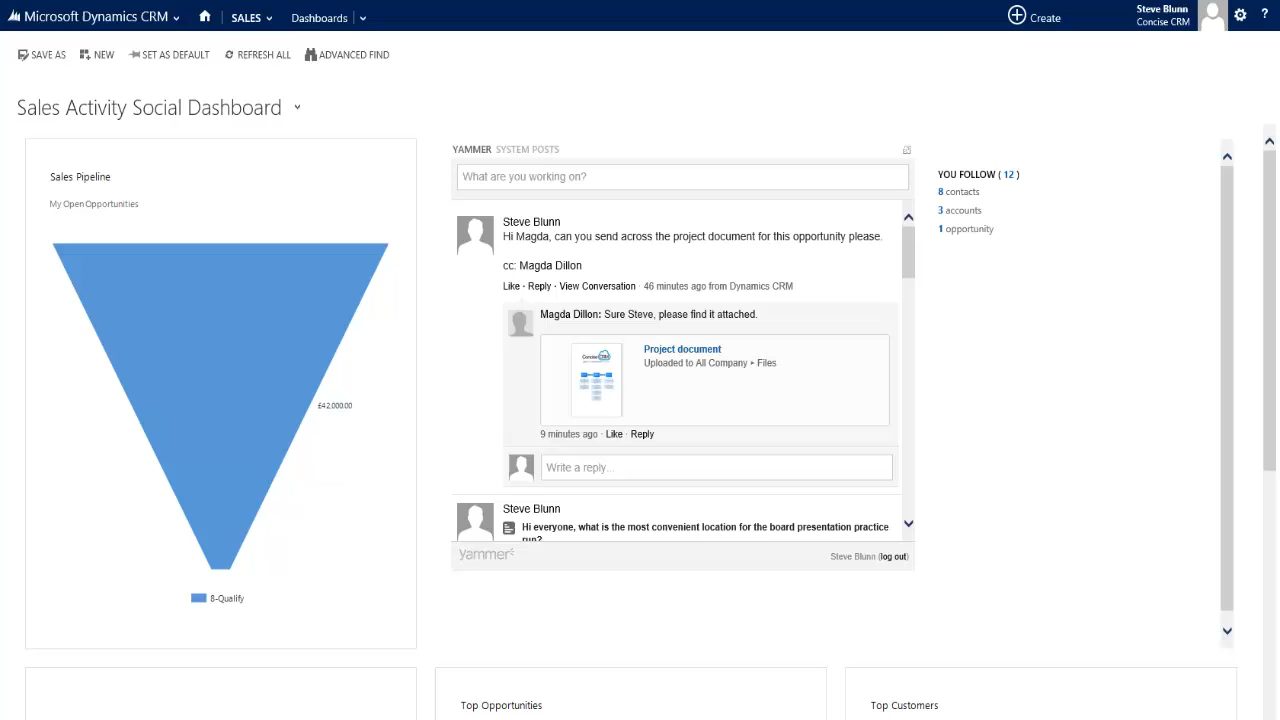 Microsoft Dynamics CRM
SALES
Dashboards
Create
Steve Blunn
Concise CRM
?
SAVE AS
NEW
SET AS DEFAULT
REFRESH ALL
ADVANCED FIND
Sales Activity Social Dashboard
Sales Pipeline
My Open Opportunities
£42,000.00
8-Qualify
YAMMER SYSTEM POSTS
What are you working on?
Steve Blunn
Hi Magda, can you send across the project document for this opportunity please.
cc: Magda Dillon
Like · Reply · View Conversation · 46 minutes ago from Dynamics CRM
Magda Dillon: Sure Steve, please find it attached.
Concise CRM
Project document
Uploaded to All Company ▸ Files
9 minutes ago · Like · Reply
Write a reply...
Steve Blunn
Hi everyone, what is the most convenient location for the board presentation practice
run?
yammer
Steve Blunn (log out)
YOU FOLLOW ( 12 )
8 contacts
3 accounts
1 opportunity
Top Opportunities
Top Customers